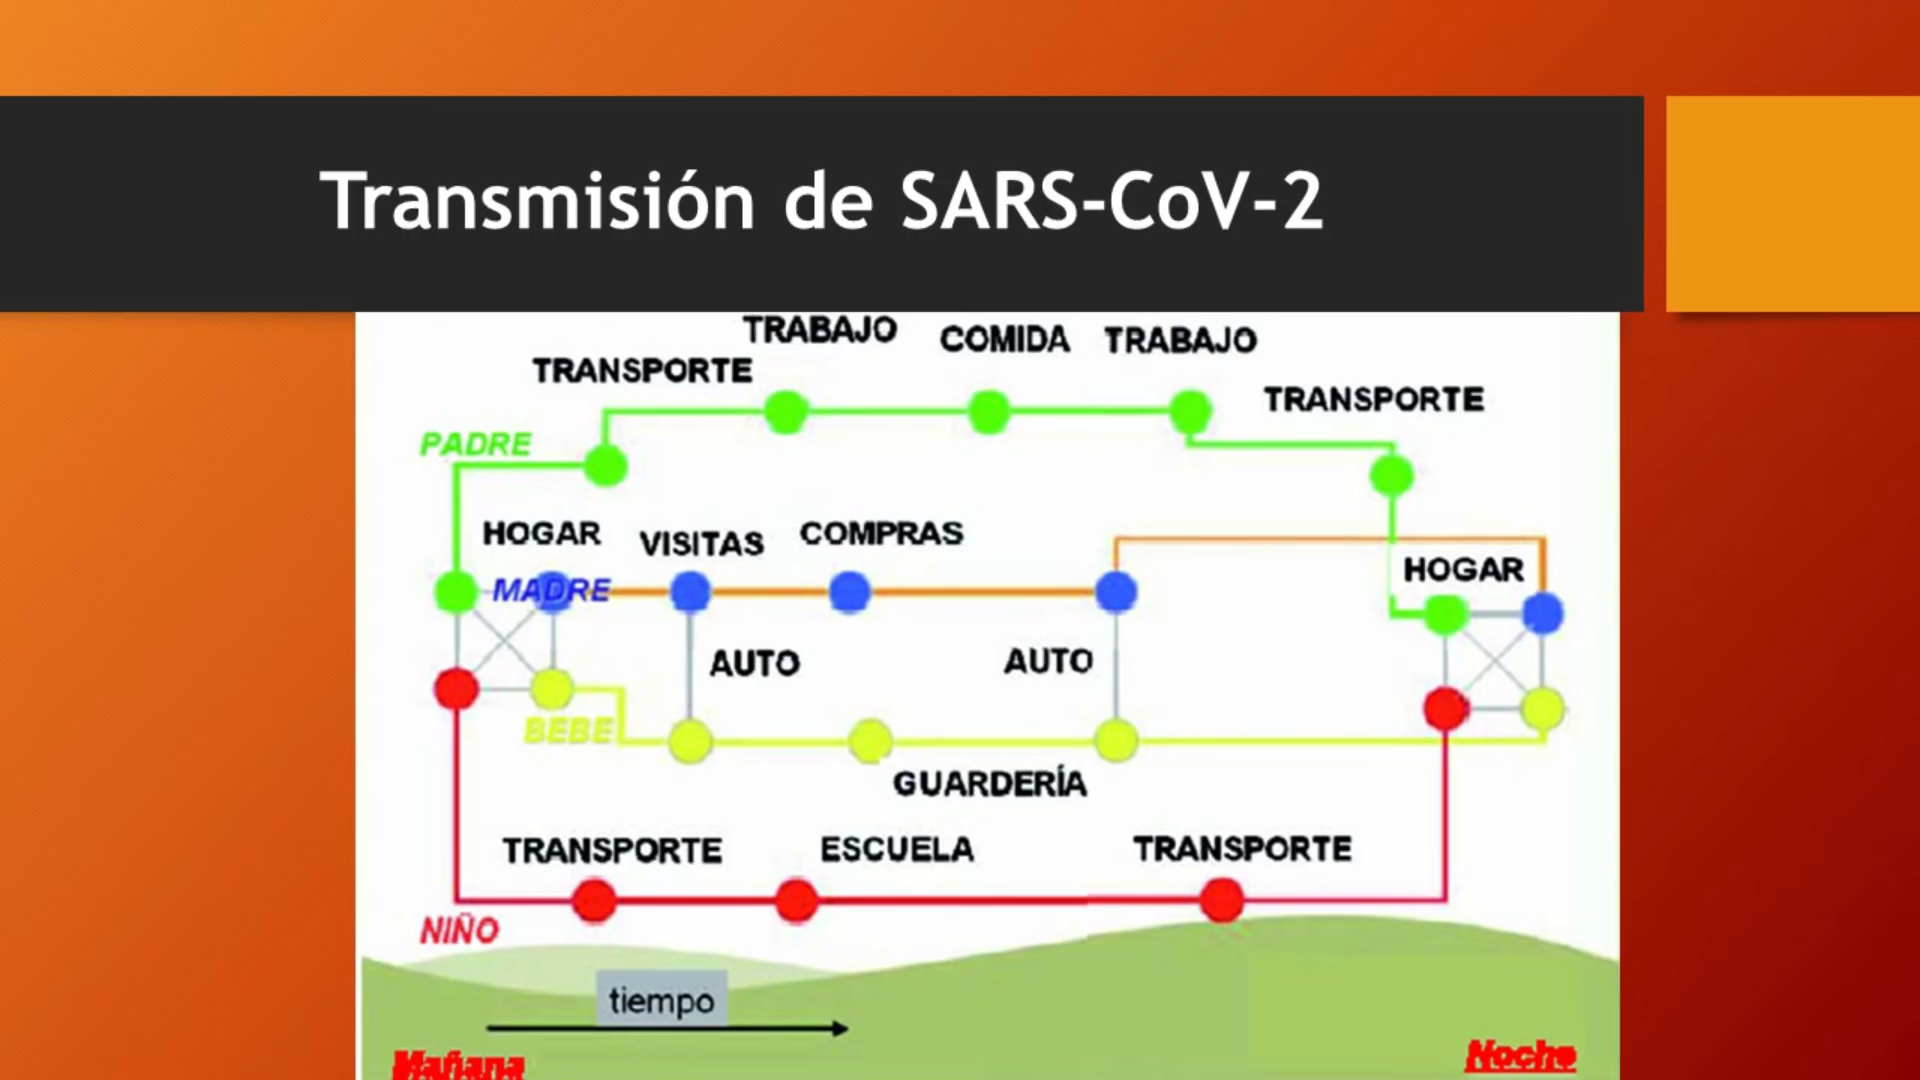 Transmisión de SARS-CoV-2
TRABAJO
COMIDA
TRABAJO
TRANSPORTE
TRANSPORTE
PADRE
HOGAR
VISITAS
COMPRAS
HOGAR
MADRE
AUTO
AUTO
BEBE
GUARDERÍA
TRANSPORTE
ESCUELA
TRANSPORTE
NIÑO
tiempo
Mañana
Noche